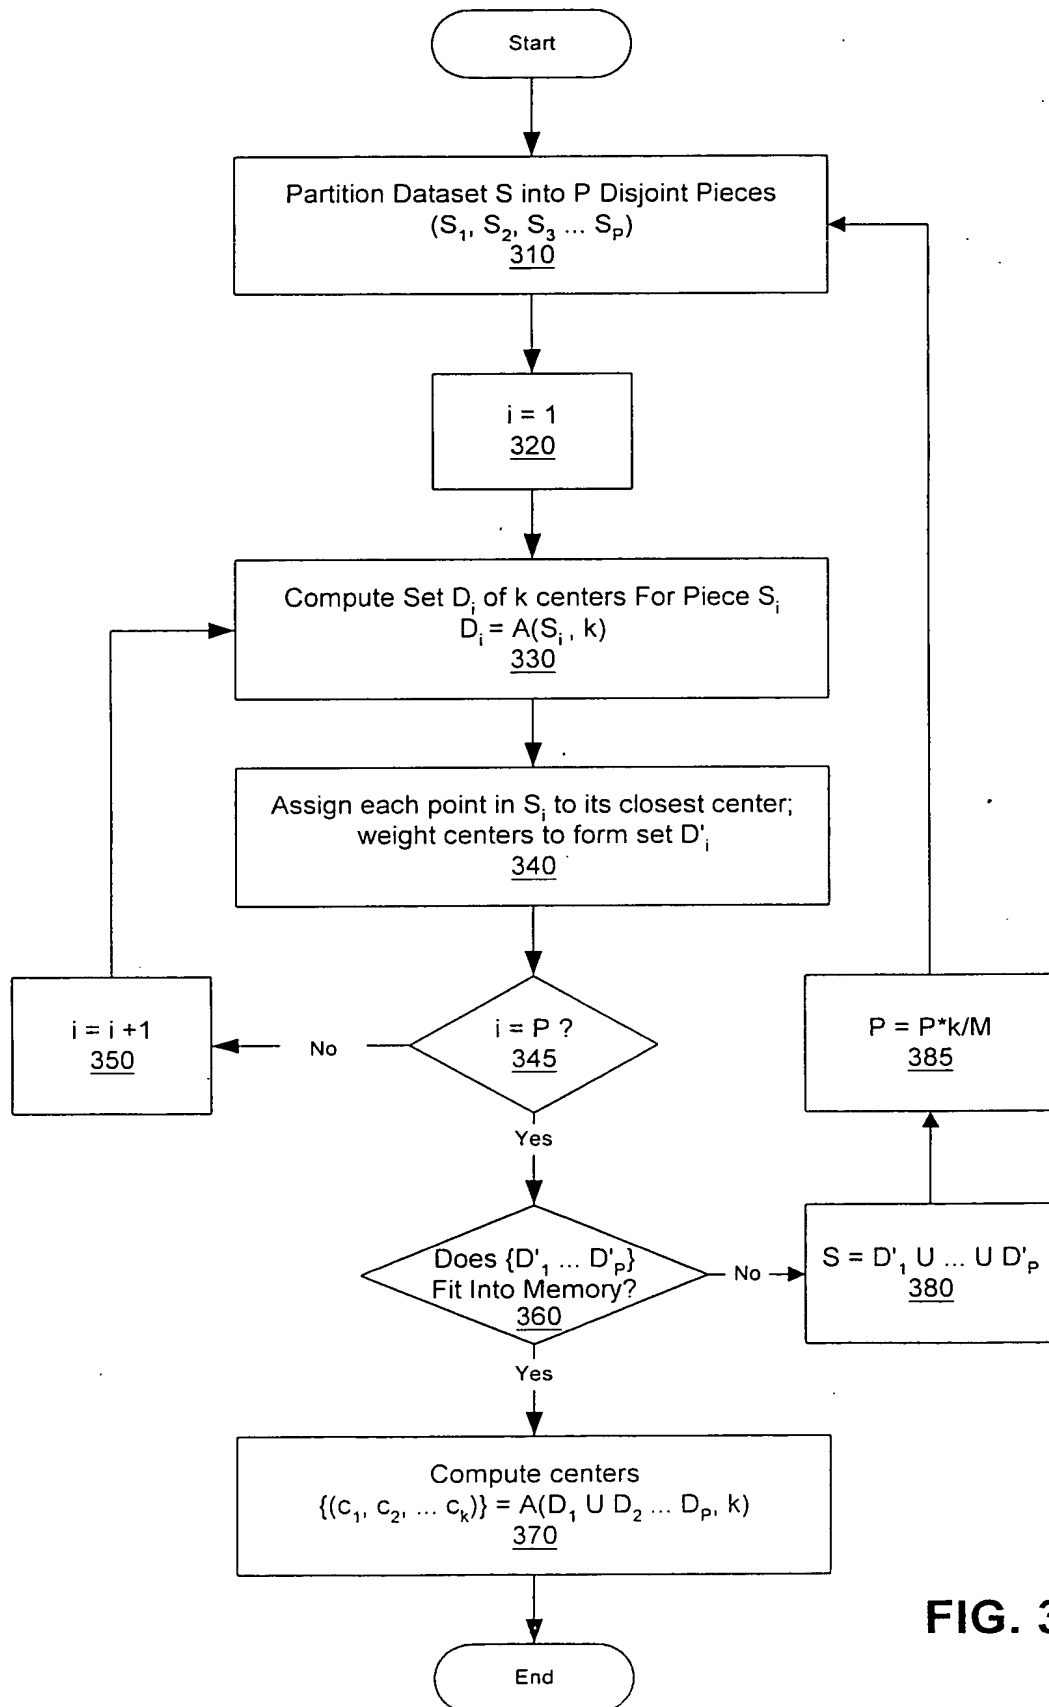 Start
Partition Dataset S into P Disjoint Pieces
(S₁, S₂, S₃ ... Sₚ)
310
i = 1
320
Compute Set Dᵢ of k centers For Piece Sᵢ
Dᵢ = A(Sᵢ, k)
330
Assign each point in Sᵢ to its closest center;
weight centers to form set D'ᵢ
340
i = P ?
345
No
i = i +1
350
Yes
P = P*k/M
385
Does {D'₁ ... D'ₚ}
Fit Into Memory?
360
No
S = D'₁ U ... U D'ₚ
380
Yes
Compute centers
{(c₁, c₂, ... cₖ)} = A(D₁ U D₂ ... Dₚ, k)
370
End
FIG. 3